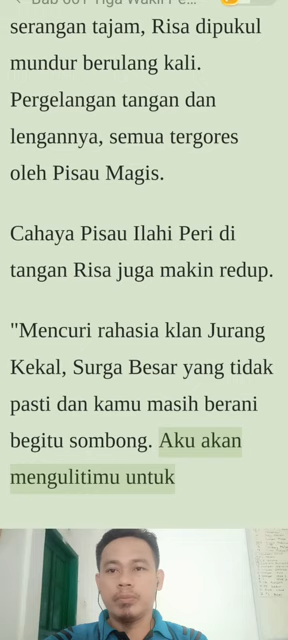 serangan tajam, Risa dipukul
mundur berulang kali.
Pergelangan tangan dan
lengannya, semua tergores
oleh Pisau Magis.
Cahaya Pisau Ilahi Peri di
tangan Risa juga makin redup.
"Mencuri rahasia klan Jurang
Kekal, Surga Besar yang tidak
pasti dan kamu masih berani
begitu sombong. Aku akan
mengulitimu untuk